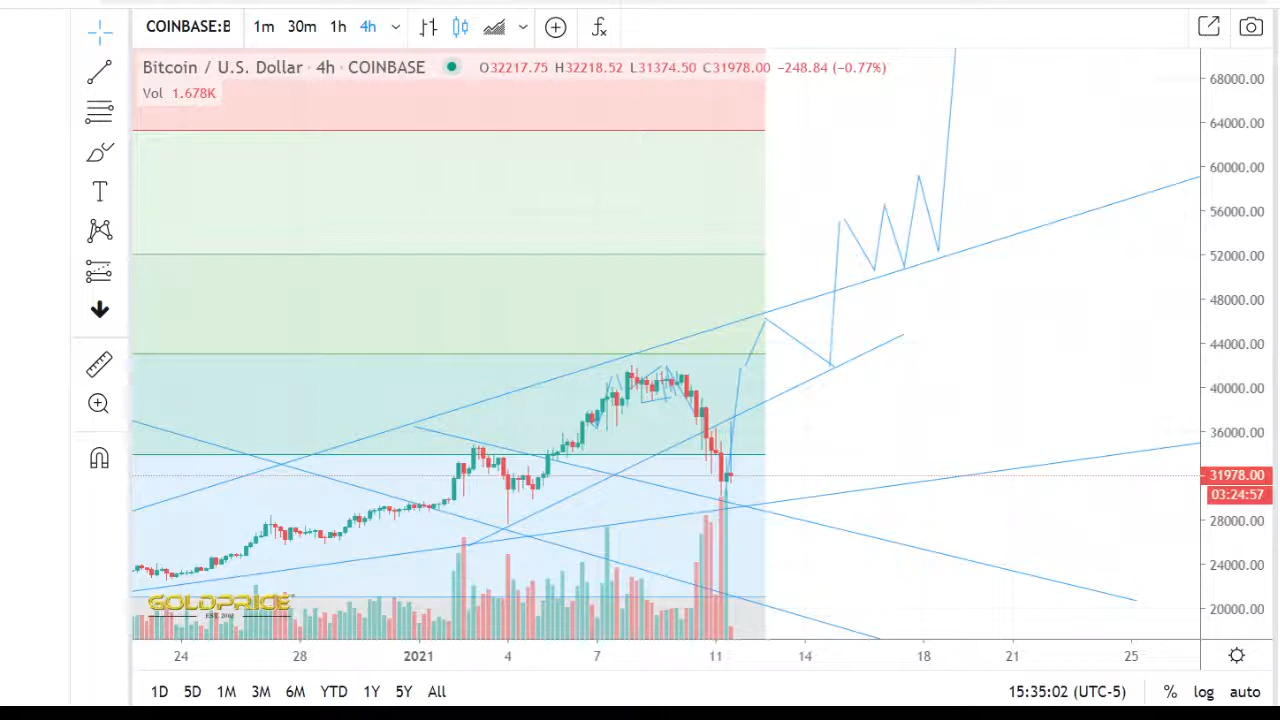 COINBASE:B 1m 30m 1h 4h
Bitcoin / U.S. Dollar · 4h · COINBASE O32217.75 H32218.52 L31374.50 C31978.00 −248.84 (−0.77%)
Vol 1.678K
68000.00
64000.00
60000.00
56000.00
52000.00
48000.00
44000.00
40000.00
36000.00
31978.00
03:24:57
28000.00
24000.00
20000.00
GOLDPRICE
EST. 2002
24 28 2021 4 7 11 14 18 21 25
1D 5D 1M 3M 6M YTD 1Y 5Y All 15:35:02 (UTC-5) % log auto